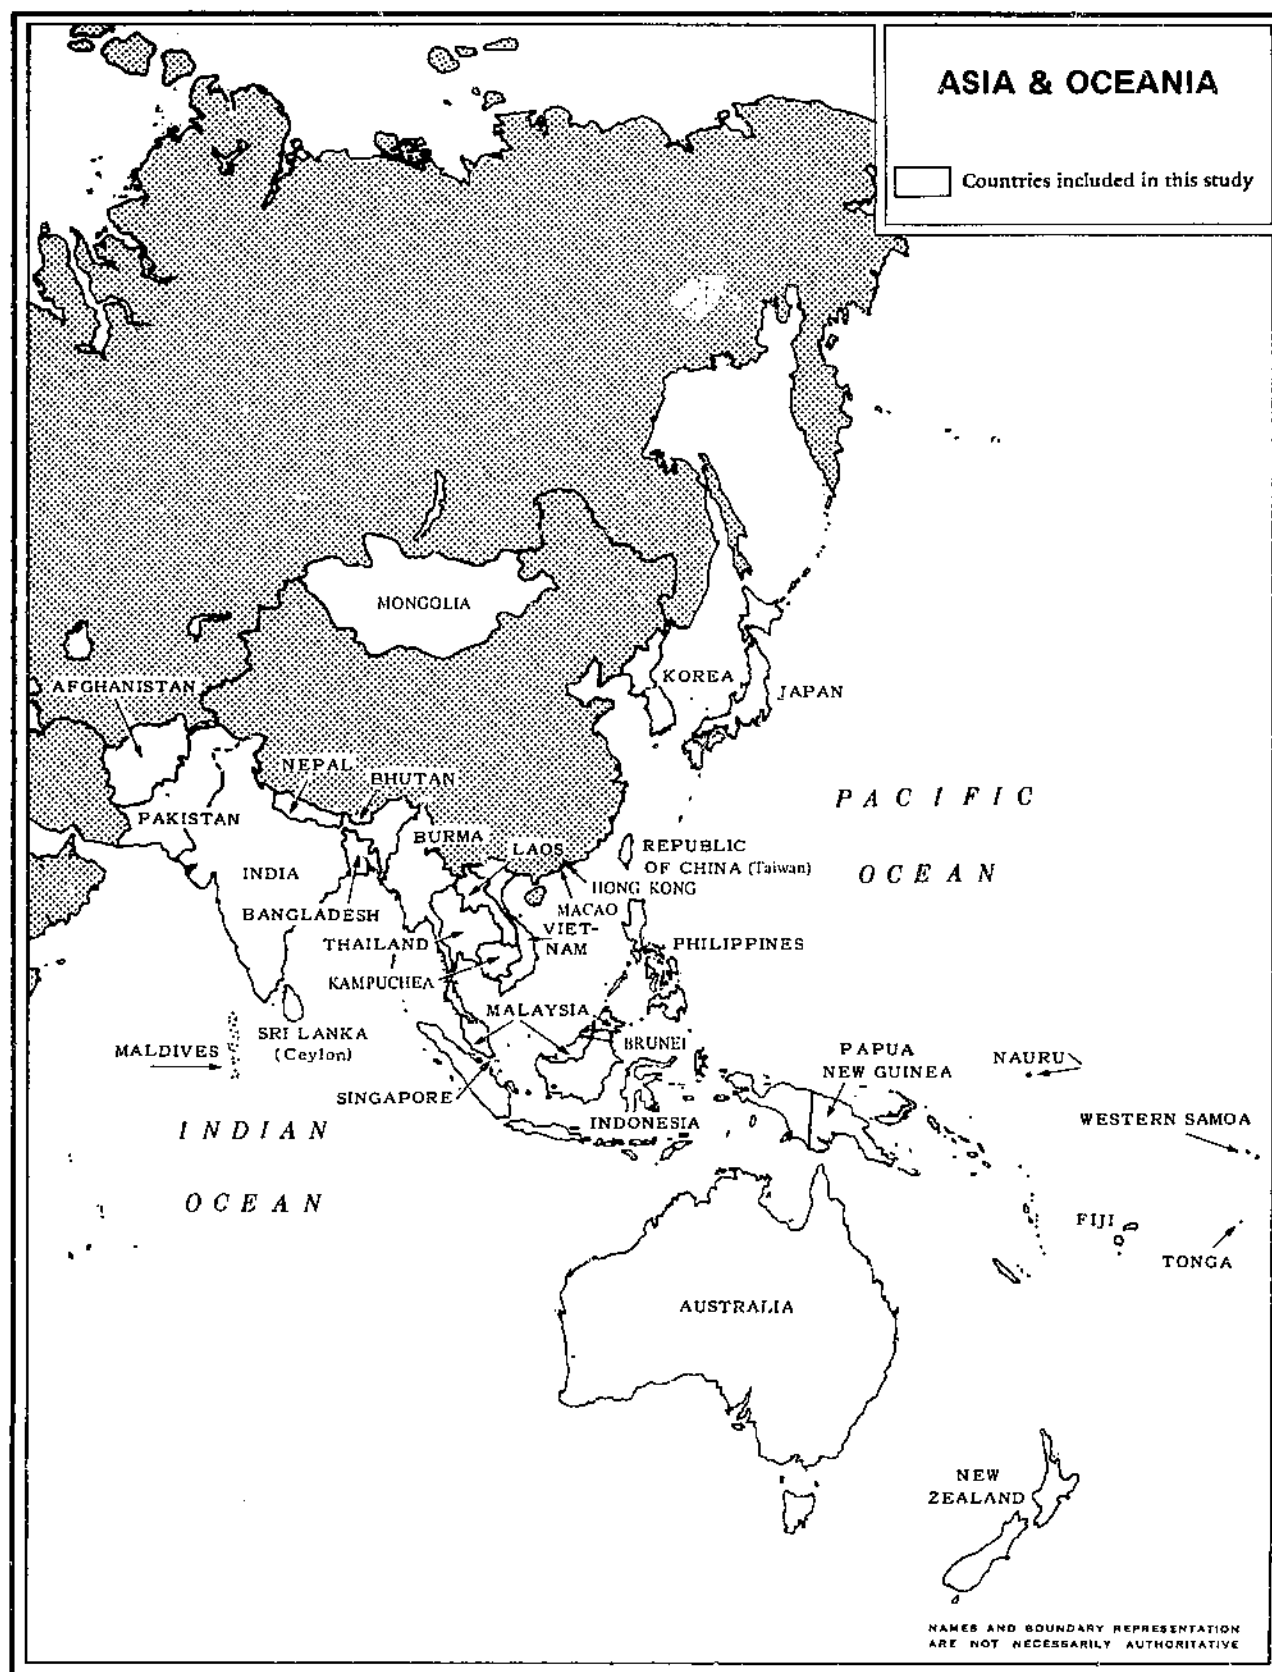 ASIA & OCEANIA
Countries included in this study
MONGOLIA
AFGHANISTAN
KOREA
JAPAN
NEPAL
BHUTAN
PACIFIC
PAKISTAN
BURMA
LAOS
REPUBLIC
OF CHINA (Taiwan)
OCEAN
INDIA
HONG KONG
MACAO
BANGLADESH
VIET-
NAM
THAILAND
PHILIPPINES
KAMPUCHEA
MALAYSIA
SRI LANKA
(Ceylon)
BRUNEI
MALDIVES
PAPUA
NEW GUINEA
NAURU
SINGAPORE
INDONESIA
WESTERN SAMOA
INDIAN
OCEAN
FIJI
TONGA
AUSTRALIA
NEW
ZEALAND
NAMES AND BOUNDARY REPRESENTATION
ARE NOT NECESSARILY AUTHORITATIVE